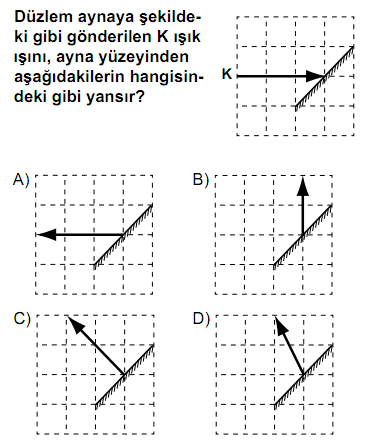 Düzlem aynaya şekilde-
ki gibi gönderilen K ışık
ışını, ayna yüzeyinden
aşağıdakilerin hangisin-
deki gibi yansır?
K
A)
B)
C)
D)